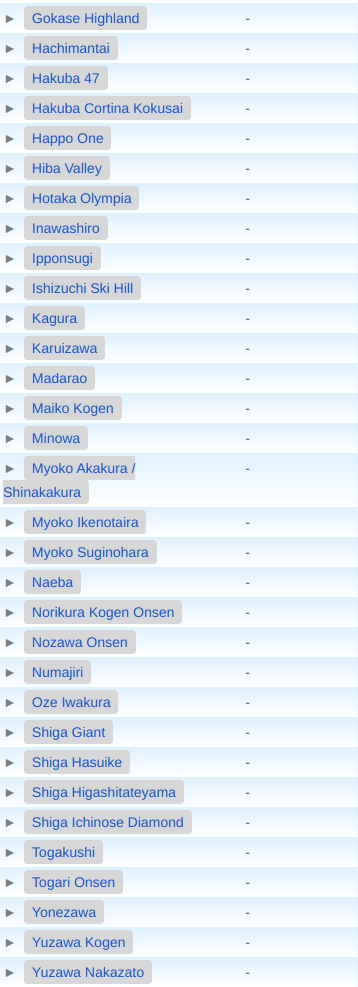 ► Gokase Highland -
► Hachimantai -
► Hakuba 47 -
► Hakuba Cortina Kokusai -
► Happo One -
► Hiba Valley -
► Hotaka Olympia -
► Inawashiro -
► Ipponsugi -
► Ishizuchi Ski Hill -
► Kagura -
► Karuizawa -
► Madarao -
► Maiko Kogen -
► Minowa -
► Myoko Akakura / -
Shinakakura
► Myoko Ikenotaira -
► Myoko Suginohara -
► Naeba -
► Norikura Kogen Onsen -
► Nozawa Onsen -
► Numajiri -
► Oze Iwakura -
► Shiga Giant -
► Shiga Hasuike -
► Shiga Higashitateyama -
► Shiga Ichinose Diamond -
► Togakushi -
► Togari Onsen -
► Yonezawa -
► Yuzawa Kogen -
► Yuzawa Nakazato -